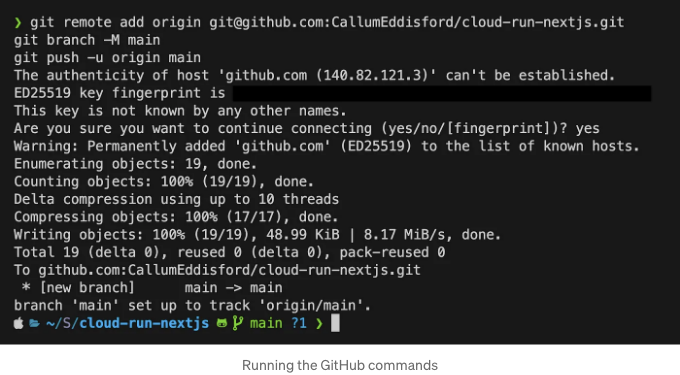 ❯ git remote add origin git@github.com:CallumEddisford/cloud-run-nextjs.git
git branch -M main
git push -u origin main
The authenticity of host 'github.com (140.82.121.3)' can't be established.
ED25519 key fingerprint is
This key is not known by any other names.
Are you sure you want to continue connecting (yes/no/[fingerprint])? yes
Warning: Permanently added 'github.com' (ED25519) to the list of known hosts.
Enumerating objects: 19, done.
Counting objects: 100% (19/19), done.
Delta compression using up to 10 threads
Compressing objects: 100% (17/17), done.
Writing objects: 100% (19/19), 48.99 KiB | 8.17 MiB/s, done.
Total 19 (delta 0), reused 0 (delta 0), pack-reused 0
To github.com:CallumEddisford/cloud-run-nextjs.git
 * [new branch]      main -> main
branch 'main' set up to track 'origin/main'.
~/S/cloud-run-nextjs main ?1 ❯
Running the GitHub commands